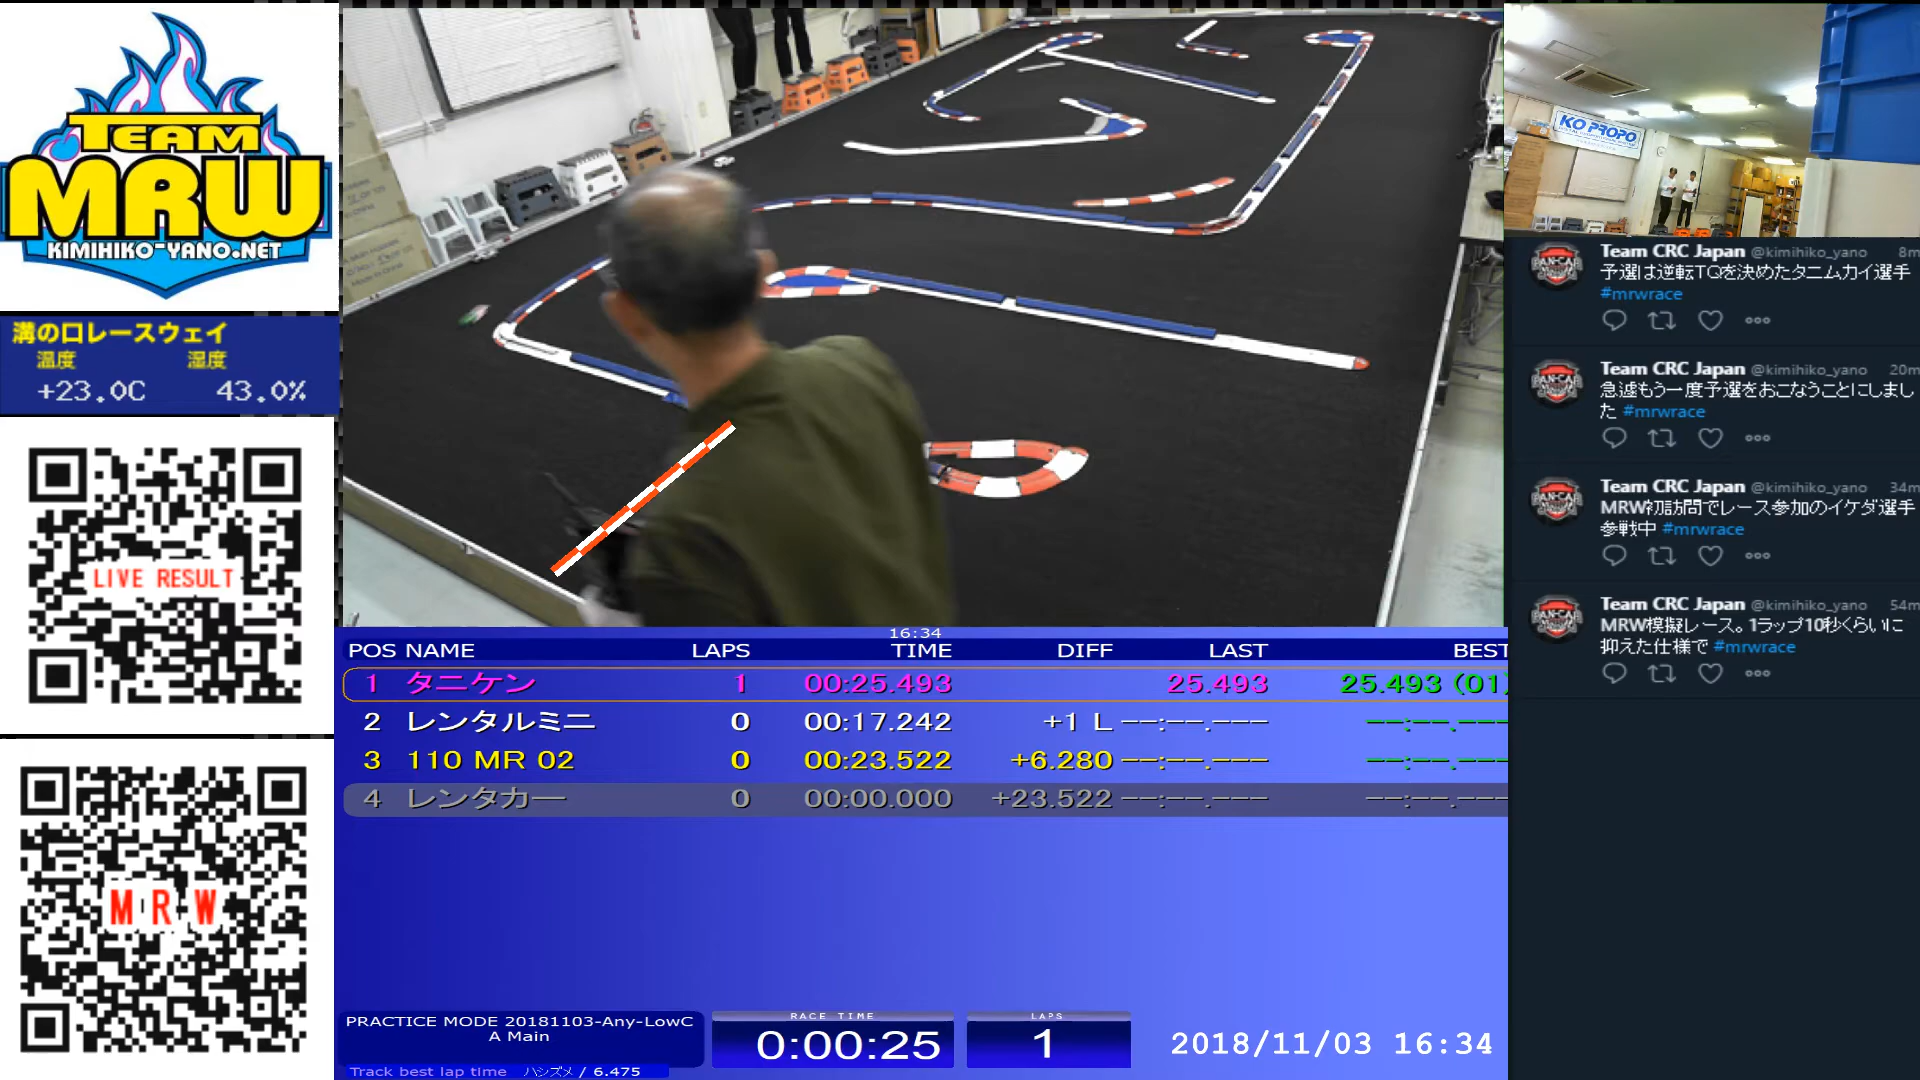 TEAM
MRW
KIMIHIKO-YANO.NET
溝の口レースウェイ
温度 湿度
+23.0C 43.0%
LIVE RESULT
MRW
KO PROPO
Team CRC Japan @kimihiko_yano 8m
予選は逆転TQを決めたタニムカイ選手
#mrwrace
Team CRC Japan @kimihiko_yano 20m
急遽もう一度予選をおこなうことにしまし
た #mrwrace
Team CRC Japan @kimihiko_yano 34m
MRW初訪問でレース参加のイケダ選手
参戦中 #mrwrace
Team CRC Japan @kimihiko_yano 54m
MRW模擬レース。1ラップ10秒くらいに
抑えた仕様で #mrwrace
16:34
POS NAME LAPS TIME DIFF LAST BEST
1 タニケン 1 00:25.493 25.493 25.493 (01)
2 レンタルミニ 0 00:17.242 +1 L --:--.--- --:--.---
3 110 MR 02 0 00:23.522 +6.280 --:--.--- --:--.---
4 レンタカー 0 00:00.000 +23.522 --:--.--- --:--.---
PRACTICE MODE 20181103-Any-LowC
A Main
RACE TIME
0:00:25
LAPS
1
2018/11/03 16:34
Track best lap time ハシズメ / 6.475